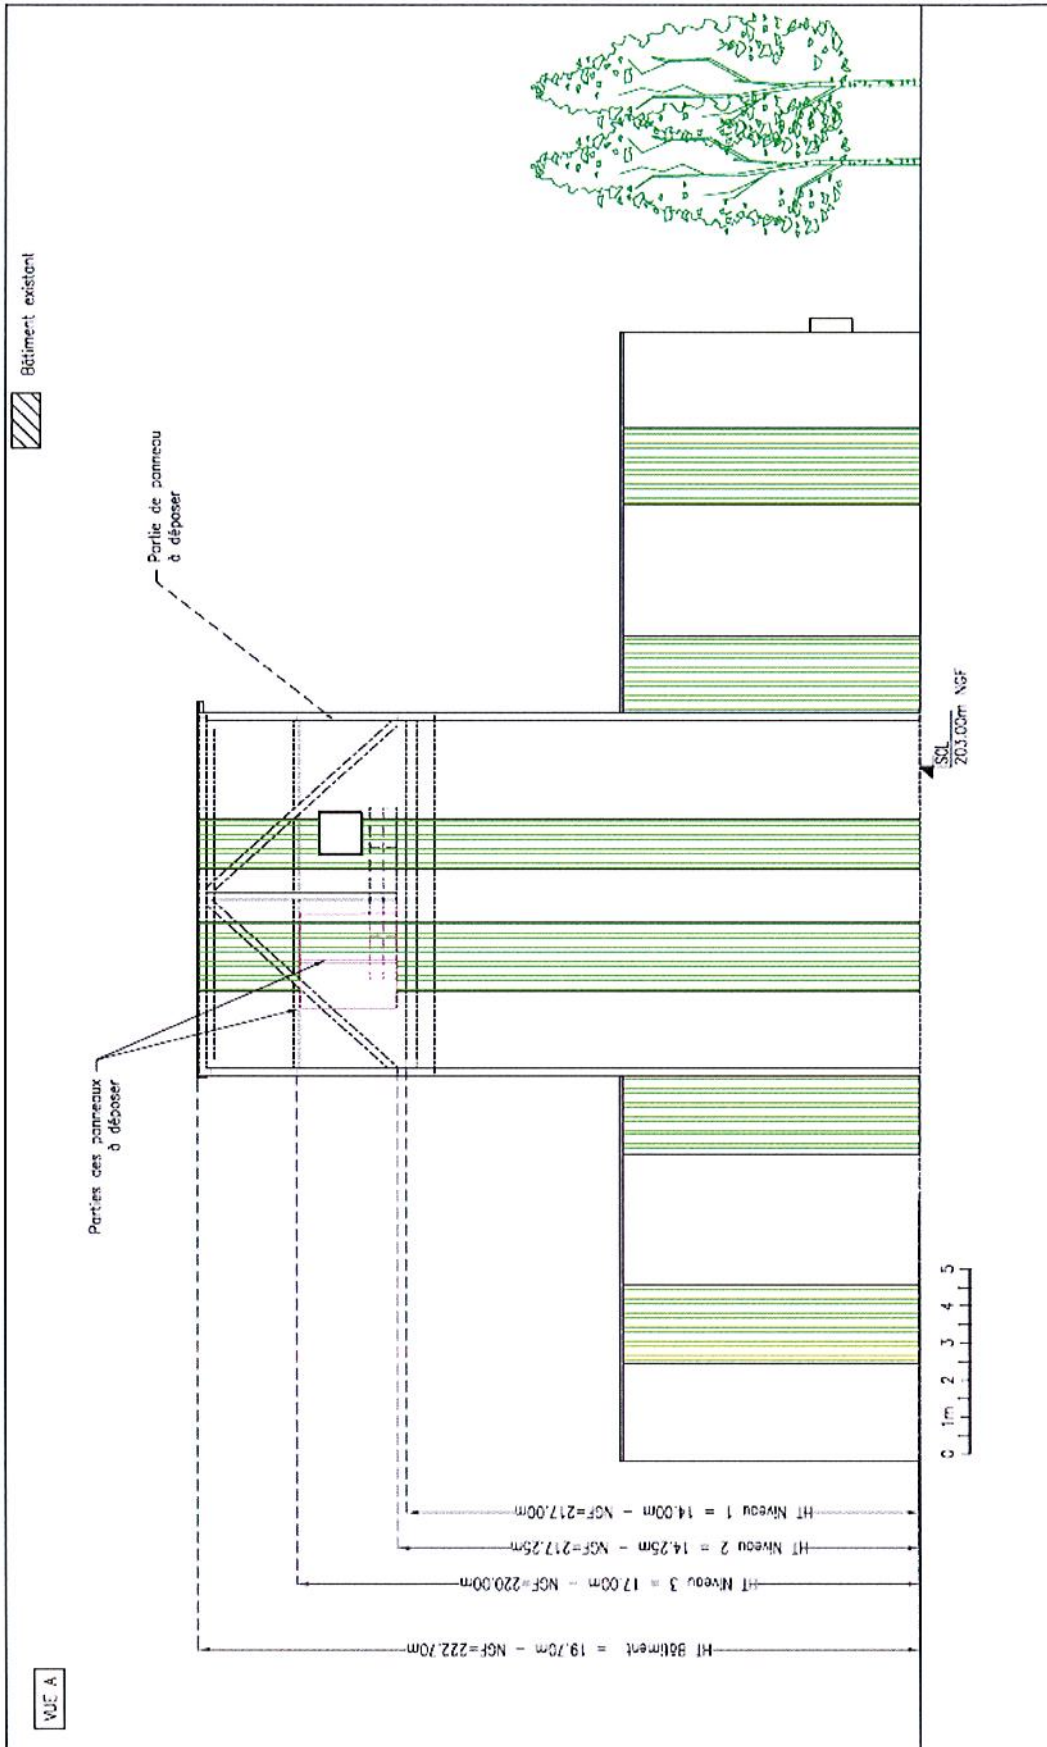 VUE A
Bâtiment existant
Parties des panneaux
à déposer
Partie de panneau
à déposer
HT Bâtiment = 19.70m - NGF=222.70m
HT Niveau 3 = 17.00m - NGF=220.00m
HT Niveau 2 = 14.25m - NGF=217.25m
HT Niveau 1 = 14.00m - NGF=217.00m
0 1m 2 3 4 5
SOL
203.00m NGF